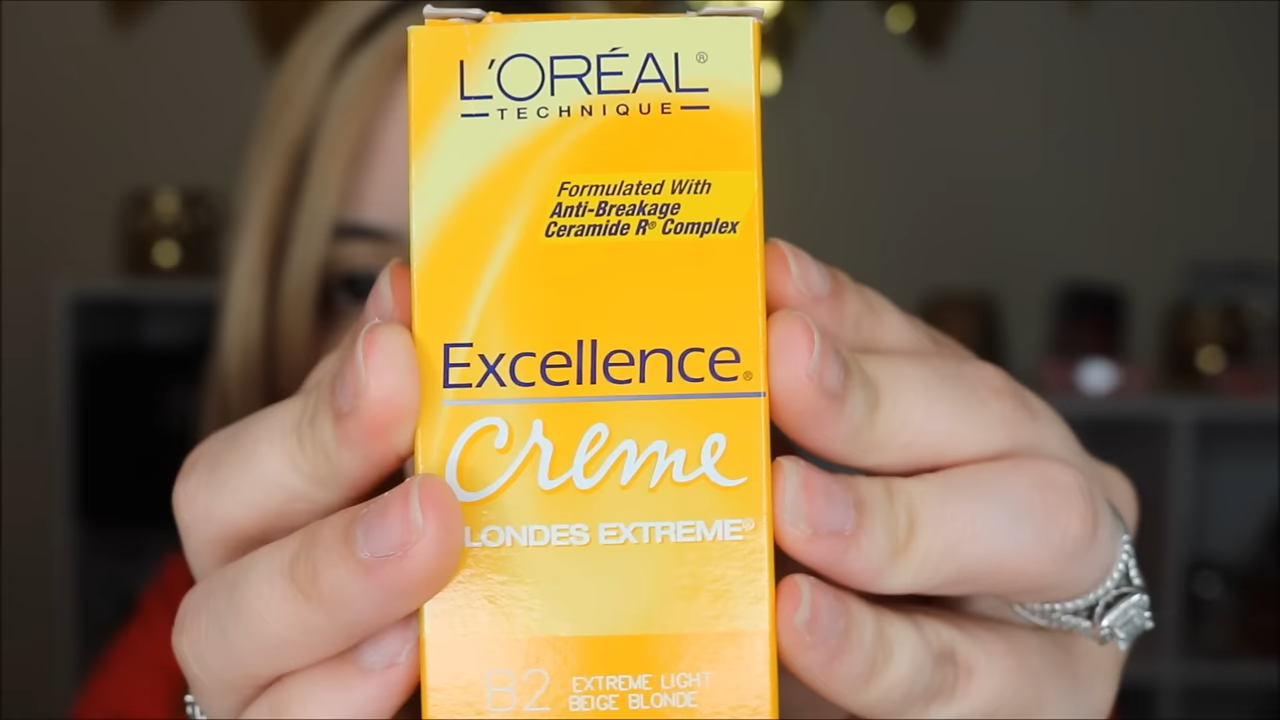 L'ORÉAL®
TECHNIQUE
Formulated With
Anti-Breakage
Ceramide R® Complex
Excellence®
Creme
LONDES EXTREME®
B2 EXTREME LIGHT
BEIGE BLONDE